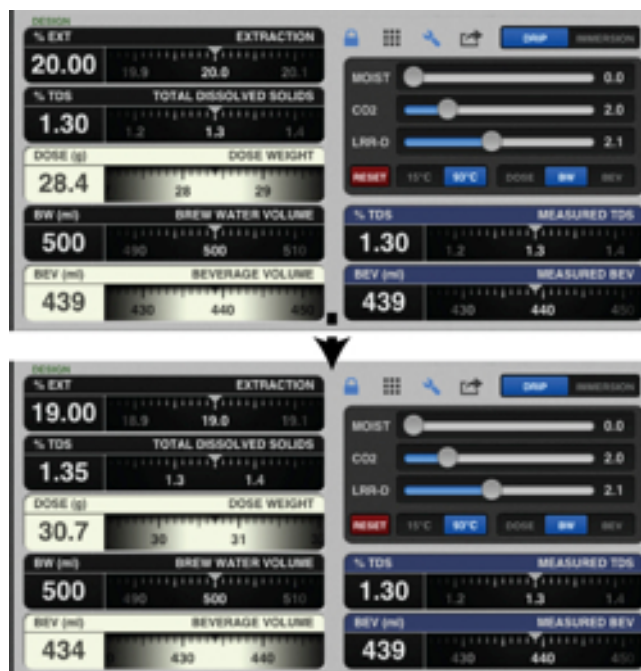 DESIGN
% EXT EXTRACTION
20.00 19.9 20.0 20.1
% TDS TOTAL DISSOLVED SOLIDS
1.30 1.2 1.3 1.4
DOSE (g) DOSE WEIGHT
28.4 28 29
BW (ml) BREW WATER VOLUME
500 490 500 510
BEV (ml) BEVERAGE VOLUME
439 430 440 450
DRIP IMMERSION
MOIST 0.0
CO2 2.0
LRR-D 2.1
RESET 15°C 93°C DOSE BW BEV
% TDS MEASURED TDS
1.30 1.2 1.3 1.4
BEV (ml) MEASURED BEV
439 430 440 450
DESIGN
% EXT EXTRACTION
19.00 18.9 19.0 19.1
% TDS TOTAL DISSOLVED SOLIDS
1.35 1.3 1.4
DOSE (g) DOSE WEIGHT
30.7 30 31
BW (ml) BREW WATER VOLUME
500 490 500 510
BEV (ml) BEVERAGE VOLUME
434 430 440
DRIP IMMERSION
MOIST 0.0
CO2 2.0
LRR-D 2.1
RESET 15°C 93°C DOSE BW BEV
% TDS MEASURED TDS
1.30 1.2 1.3 1.4
BEV (ml) MEASURED BEV
439 430 440 450